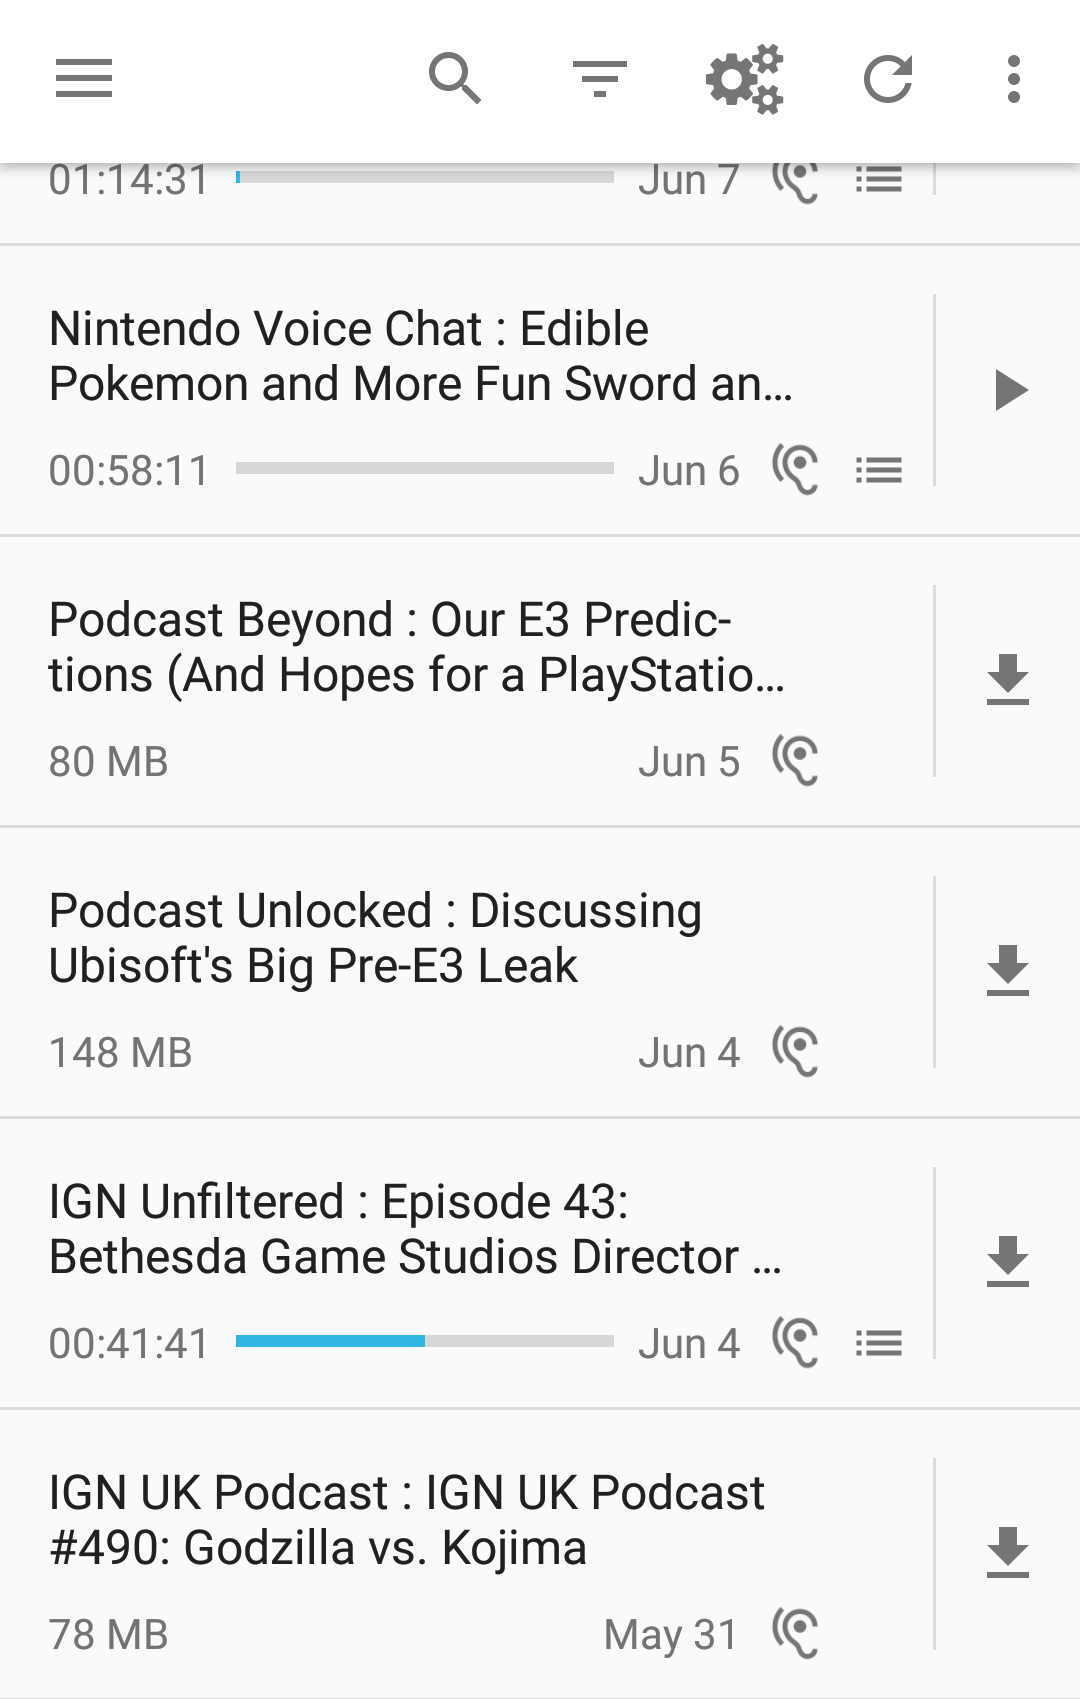 01:14:31 Jun 7
Nintendo Voice Chat : Edible
Pokemon and More Fun Sword an...
00:58:11 Jun 6
Podcast Beyond : Our E3 Predic-
tions (And Hopes for a PlayStatio...
80 MB Jun 5
Podcast Unlocked : Discussing
Ubisoft's Big Pre-E3 Leak
148 MB Jun 4
IGN Unfiltered : Episode 43:
Bethesda Game Studios Director ...
00:41:41 Jun 4
IGN UK Podcast : IGN UK Podcast
#490: Godzilla vs. Kojima
78 MB May 31